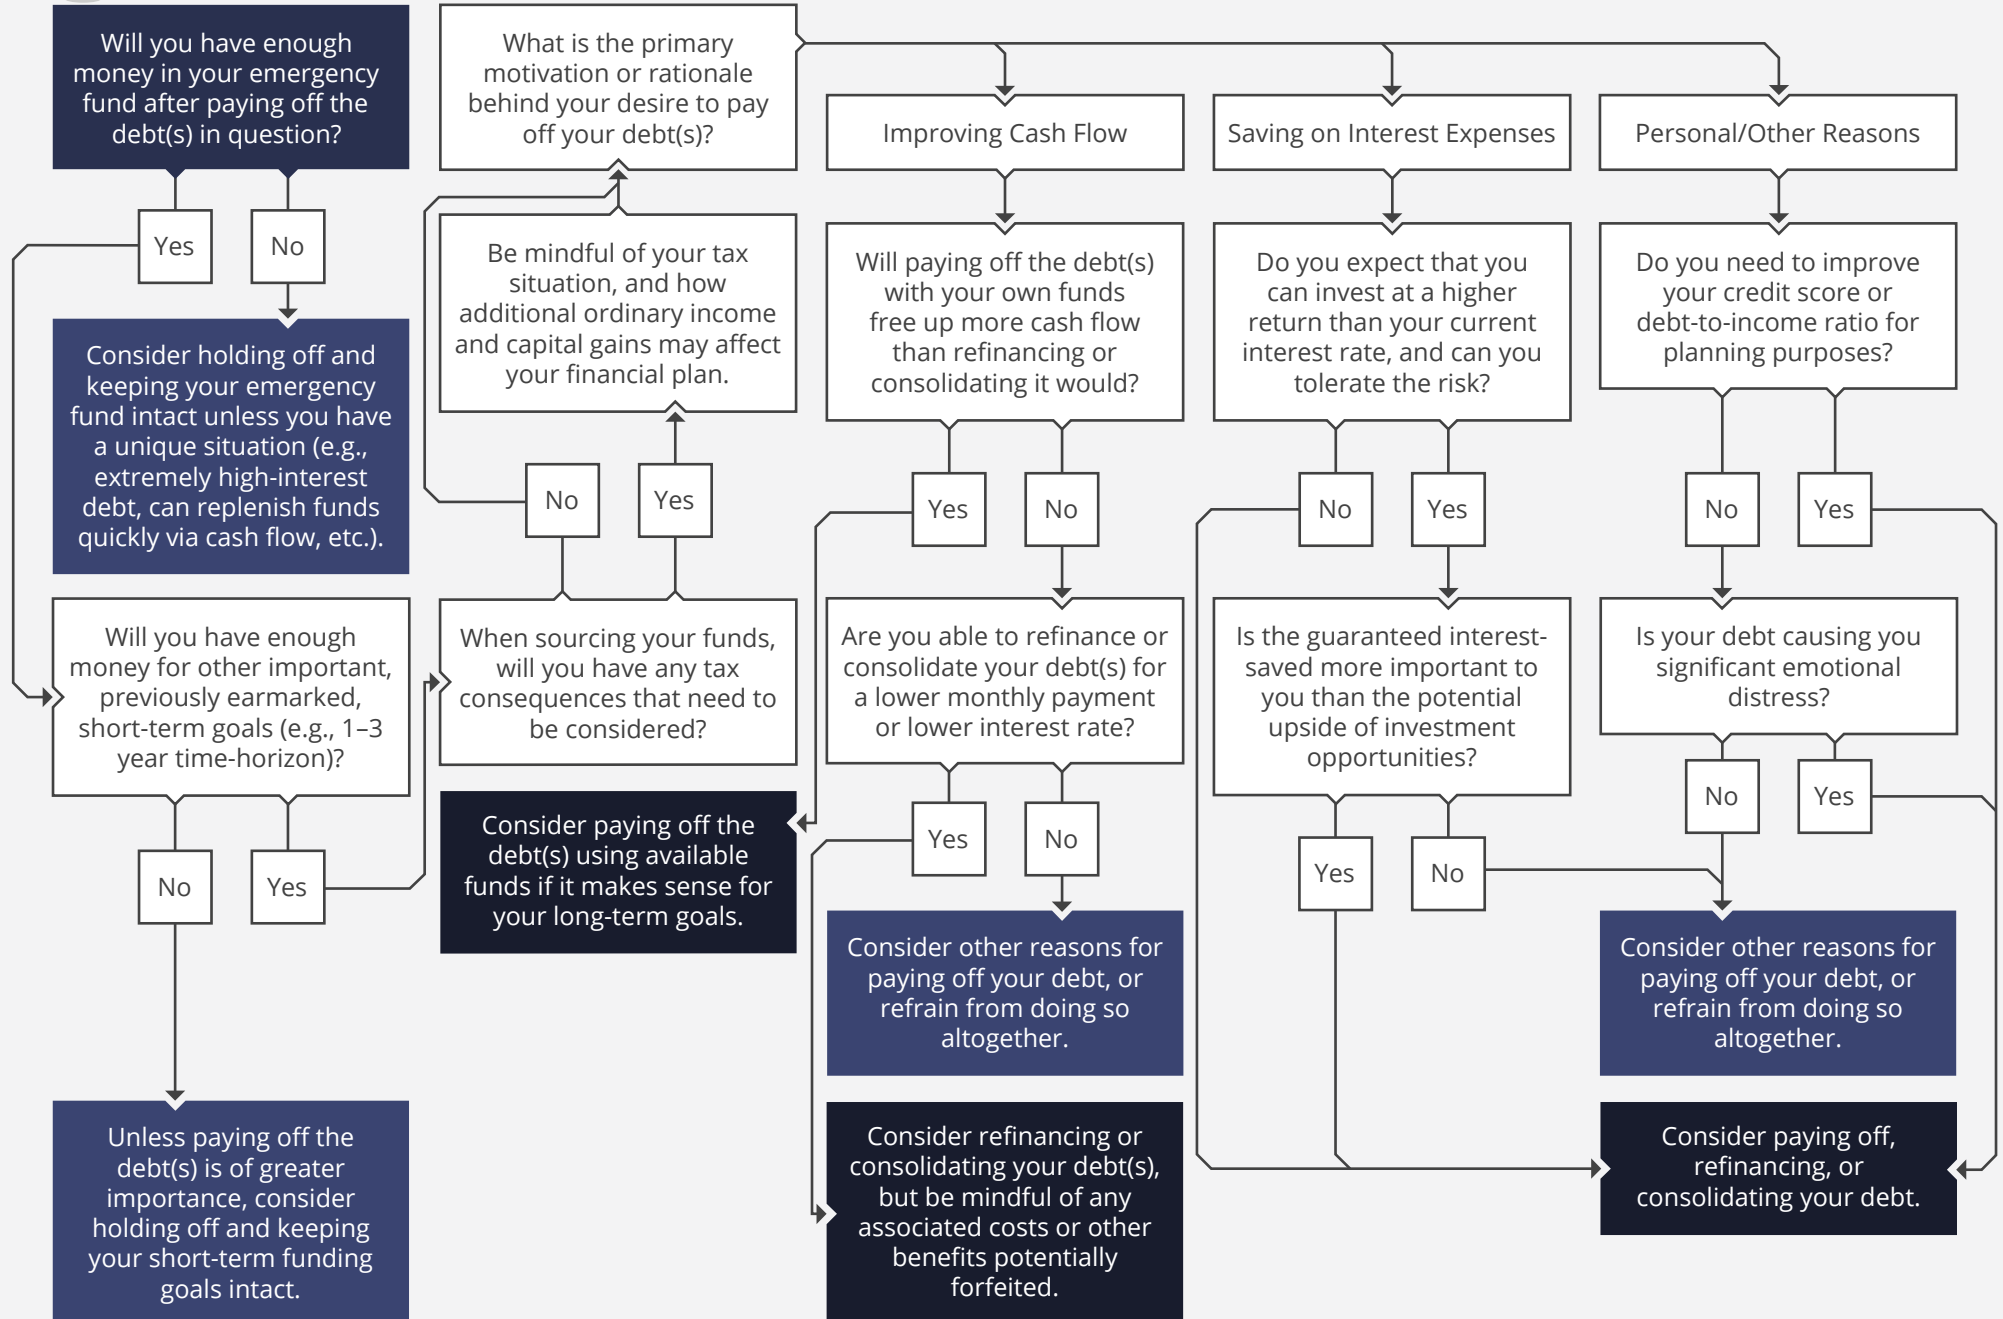 Will you have enough
money in your emergency
fund after paying off the
debt(s) in question?
Yes
No
Consider holding off and
keeping your emergency
fund intact unless you have
a unique situation (e.g.,
extremely high-interest
debt, can replenish funds
quickly via cash flow, etc.).
Will you have enough
money for other important,
previously earmarked,
short-term goals (e.g., 1–3
year time-horizon)?
No
Yes
Unless paying off the
debt(s) is of greater
importance, consider
holding off and keeping
your short-term funding
goals intact.
What is the primary
motivation or rationale
behind your desire to pay
off your debt(s)?
Be mindful of your tax
situation, and how
additional ordinary income
and capital gains may affect
your financial plan.
No
Yes
When sourcing your funds,
will you have any tax
consequences that need to
be considered?
Consider paying off the
debt(s) using available
funds if it makes sense for
your long-term goals.
Improving Cash Flow
Will paying off the debt(s)
with your own funds
free up more cash flow
than refinancing or
consolidating it would?
Yes
No
Are you able to refinance or
consolidate your debt(s) for
a lower monthly payment
or lower interest rate?
Yes
No
Consider other reasons for
paying off your debt, or
refrain from doing so
altogether.
Consider refinancing or
consolidating your debt(s),
but be mindful of any
associated costs or other
benefits potentially
forfeited.
Saving on Interest Expenses
Do you expect that you
can invest at a higher
return than your current
interest rate, and can you
tolerate the risk?
No
Yes
Is the guaranteed interest-
saved more important to
you than the potential
upside of investment
opportunities?
Yes
No
Personal/Other Reasons
Do you need to improve
your credit score or
debt-to-income ratio for
planning purposes?
No
Yes
Is your debt causing you
significant emotional
distress?
No
Yes
Consider other reasons for
paying off your debt, or
refrain from doing so
altogether.
Consider paying off,
refinancing, or
consolidating your debt.